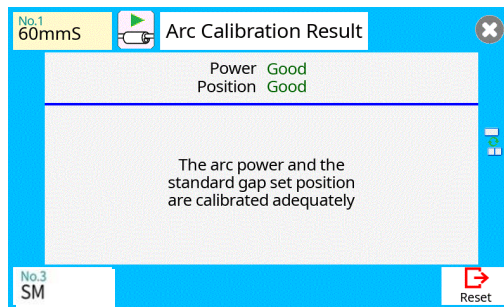 No.1
60mmS
Arc Calibration Result
Power Good
Position Good
The arc power and the
standard gap set position
are calibrated adequately
No.3
SM
Reset